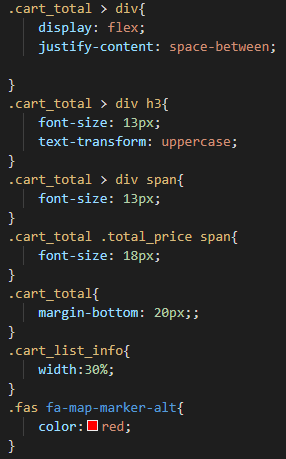 .cart_total > div{
display: flex;
justify-content: space-between;
}
.cart_total > div h3{
font-size: 13px;
text-transform: uppercase;
}
.cart_total > div span{
font-size: 13px;
}
.cart_total .total_price span{
font-size: 18px;
}
.cart_total{
margin-bottom: 20px;;
}
.cart_list_info{
width:30%;
}
.fas fa-map-marker-alt{
color: red;
}